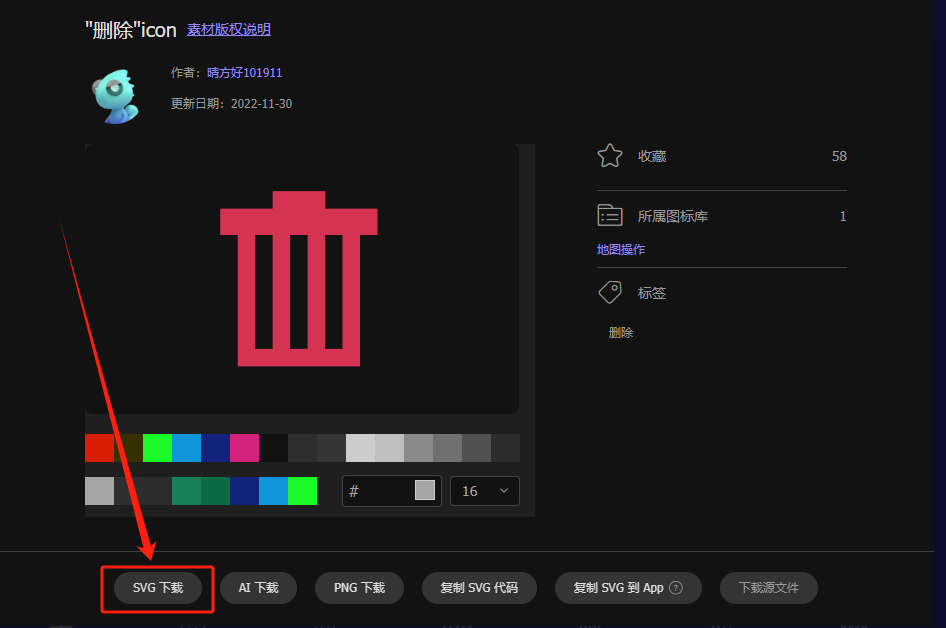 "删除"icon 素材版权说明
作者：晴方好101911
更新日期：2022-11-30
收藏 58
所属图标库 1
地图操作
标签
删除
# 16
SVG 下载 AI 下载 PNG 下载 复制 SVG 代码 复制 SVG 到 App ? 下载源文件